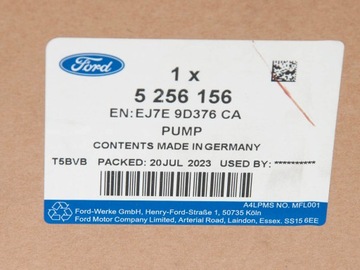 Ford
1 x
5 256 156
EN: EJ7E 9D376 CA
PUMP
CONTENTS MADE IN GERMANY
T5BVB PACKED: 20JUL 2023 USED BY: **********
A4LPMS NO. MFL001
Ford-Werke GmbH, Henry-Ford-Straße 1, 50735 Köln
Ford Motor Company Limited, Arterial Road, Laindon, Essex. SS15 6EE